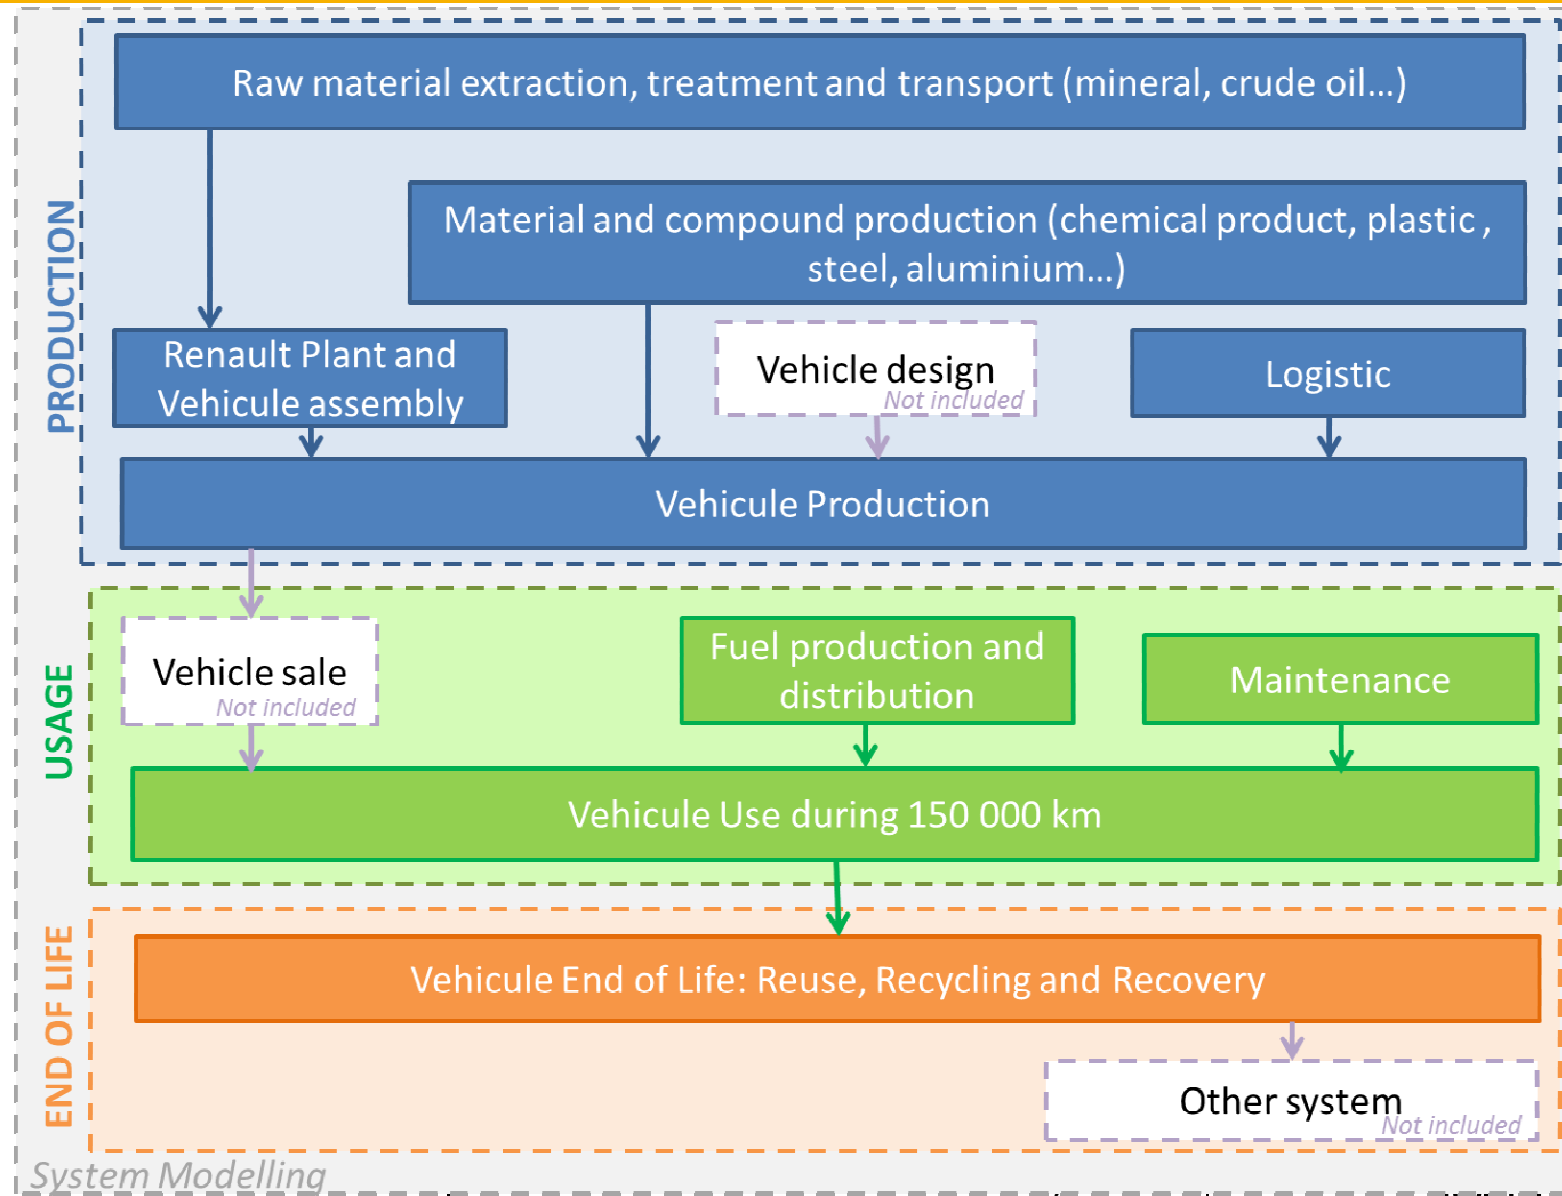 PRODUCTION
Raw material extraction, treatment and transport (mineral, crude oil...)
Material and compound production (chemical product, plastic ,
steel, aluminium...)
Renault Plant and
Vehicule assembly
Vehicle design
Not included
Logistic
Vehicule Production
USAGE
Vehicle sale
Not included
Fuel production and
distribution
Maintenance
Vehicule Use during 150 000 km
END OF LIFE
Vehicule End of Life: Reuse, Recycling and Recovery
Other system
Not included
System Modelling